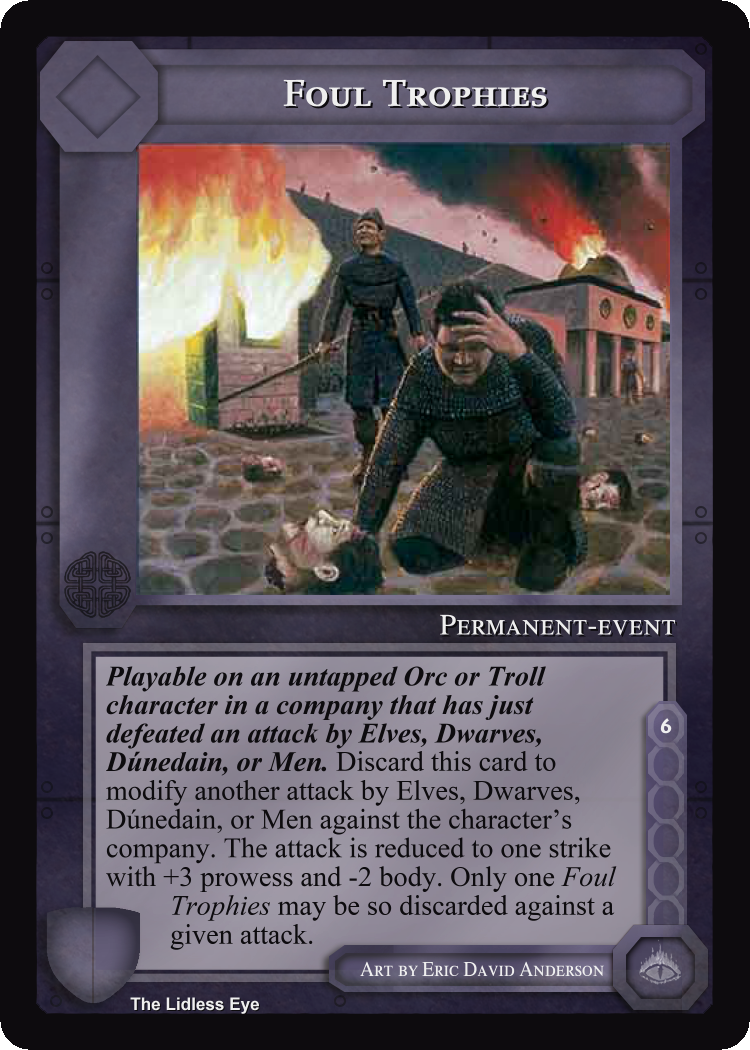 Foul Trophies
Permanent-event
Playable on an untapped Orc or Troll
character in a company that has just
defeated an attack by Elves, Dwarves,
Dúnedain, or Men. Discard this card to
modify another attack by Elves, Dwarves,
Dúnedain, or Men against the character's
company. The attack is reduced to one strike
with +3 prowess and -2 body. Only one Foul
Trophies may be so discarded against a
given attack.
6
Art by Eric David Anderson
The Lidless Eye